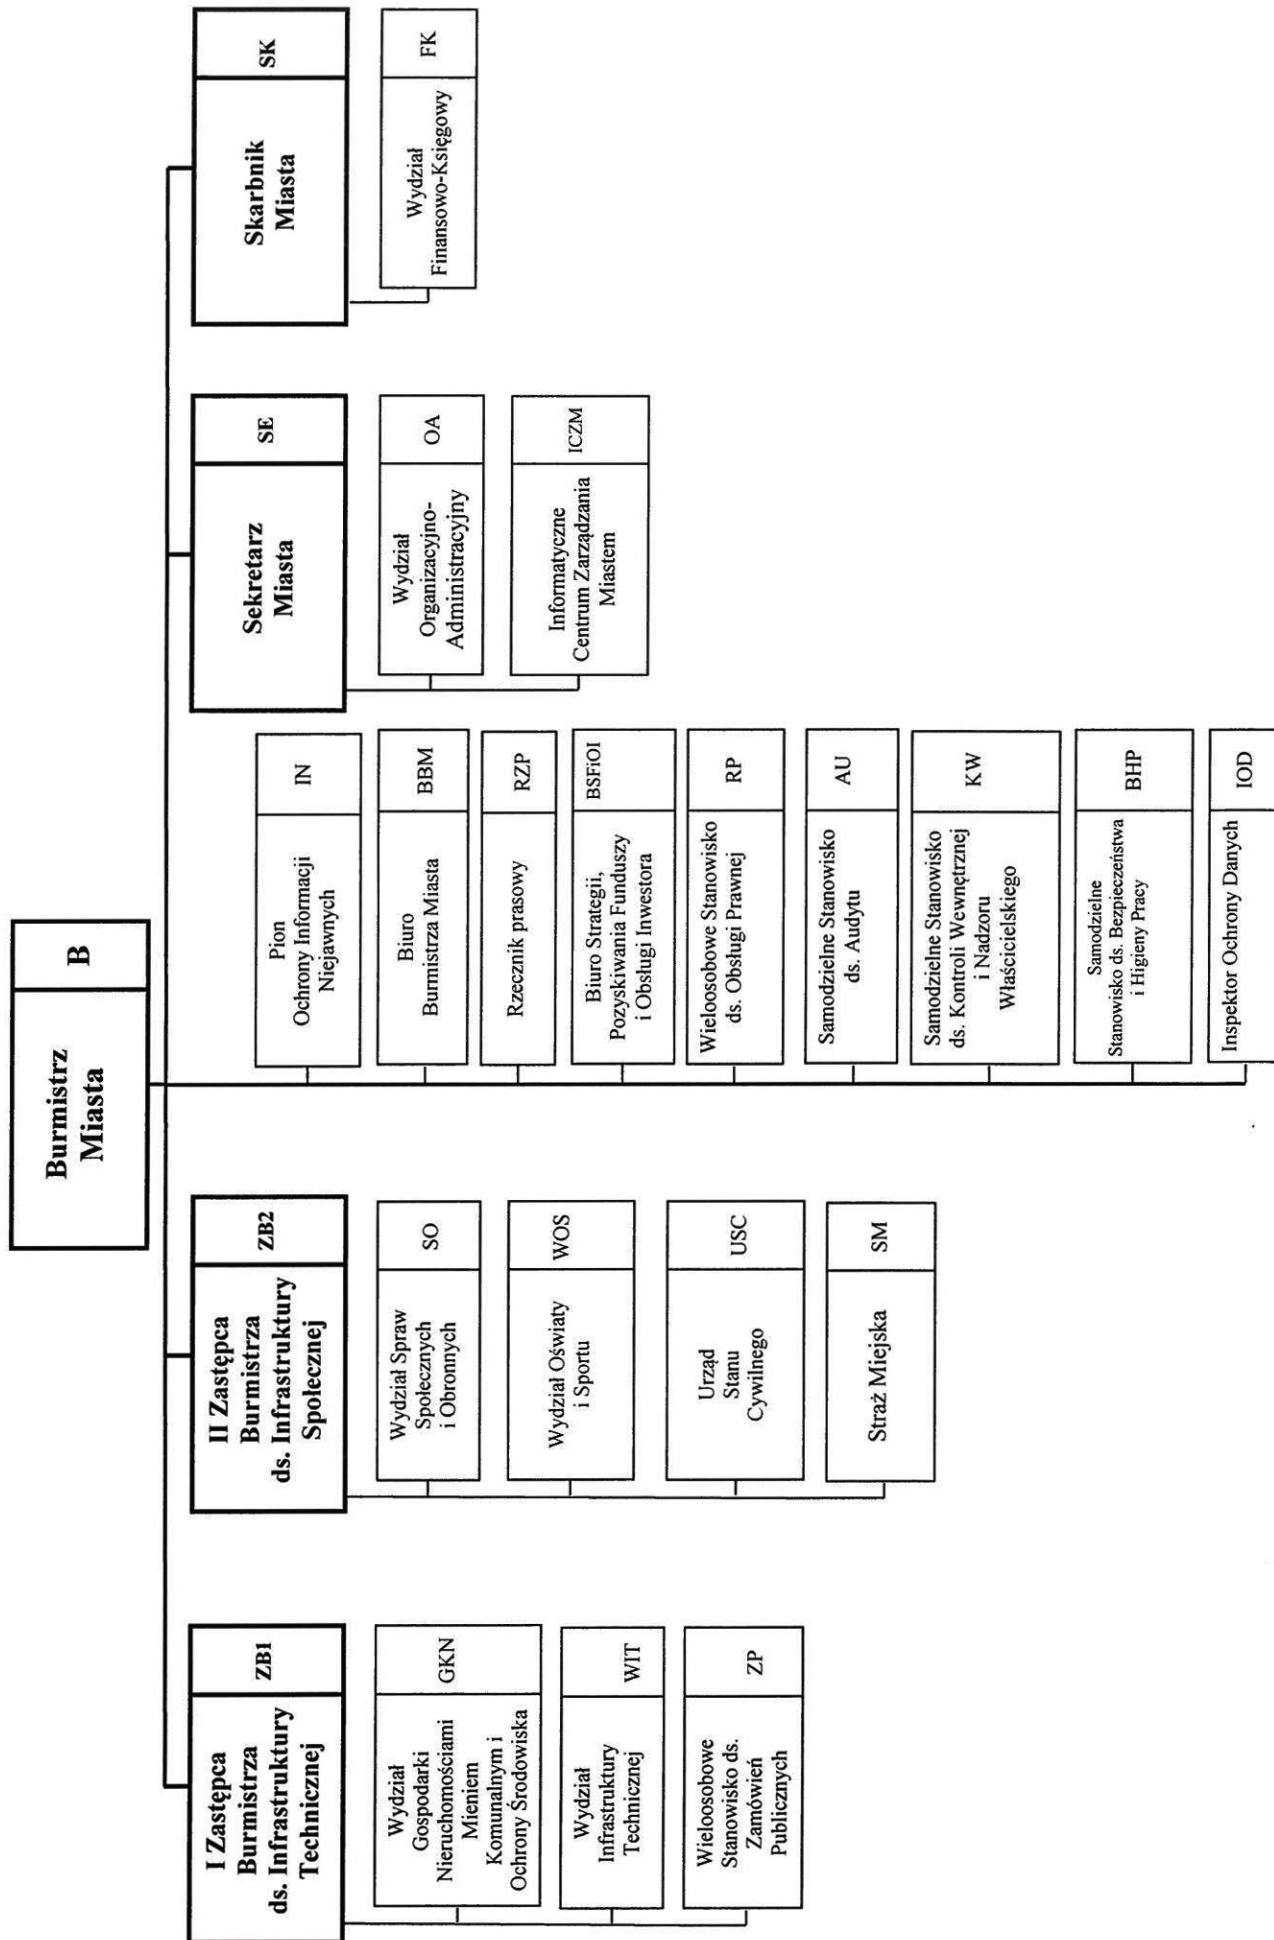 Burmistrz
Miasta
B
I Zastępca
Burmistrza
ds. Infrastruktury
Technicznej
ZB1
Wydział
Gospodarki
Nieruchomościami
Mieniem
Komunalnym i
Ochrony Środowiska
GKN
Wydział
Infrastruktury
Technicznej
WIT
Wieloosobowe
Stanowisko ds.
Zamówień
Publicznych
ZP
II Zastępca
Burmistrza
ds. Infrastruktury
Społecznej
ZB2
Wydział Spraw
Społecznych
i Obronnych
SO
Wydział Oświaty
i Sportu
WOS
Urząd
Stanu
Cywilnego
USC
Straż Miejska
SM
Pion
Ochrony Informacji
Niejawnych
IN
Biuro
Burmistrza Miasta
BBM
Rzecznik prasowy
RZP
Biuro Strategii,
Pozyskiwania Funduszy
i Obsługi Inwestora
BSFiOI
Wieloosobowe Stanowisko
ds. Obsługi Prawnej
RP
Samodzielne Stanowisko
ds. Audytu
AU
Samodzielne Stanowisko
ds. Kontroli Wewnętrznej
i Nadzoru
Właścicielskiego
KW
Samodzielne
Stanowisko ds. Bezpieczeństwa
i Higieny Pracy
BHP
Inspektor Ochrony Danych
IOD
Sekretarz
Miasta
SE
Wydział
Organizacyjno-
Administracyjny
OA
Informatyczne
Centrum Zarządzania
Miastem
ICZM
Skarbnik
Miasta
SK
Wydział
Finansowo-Księgowy
FK